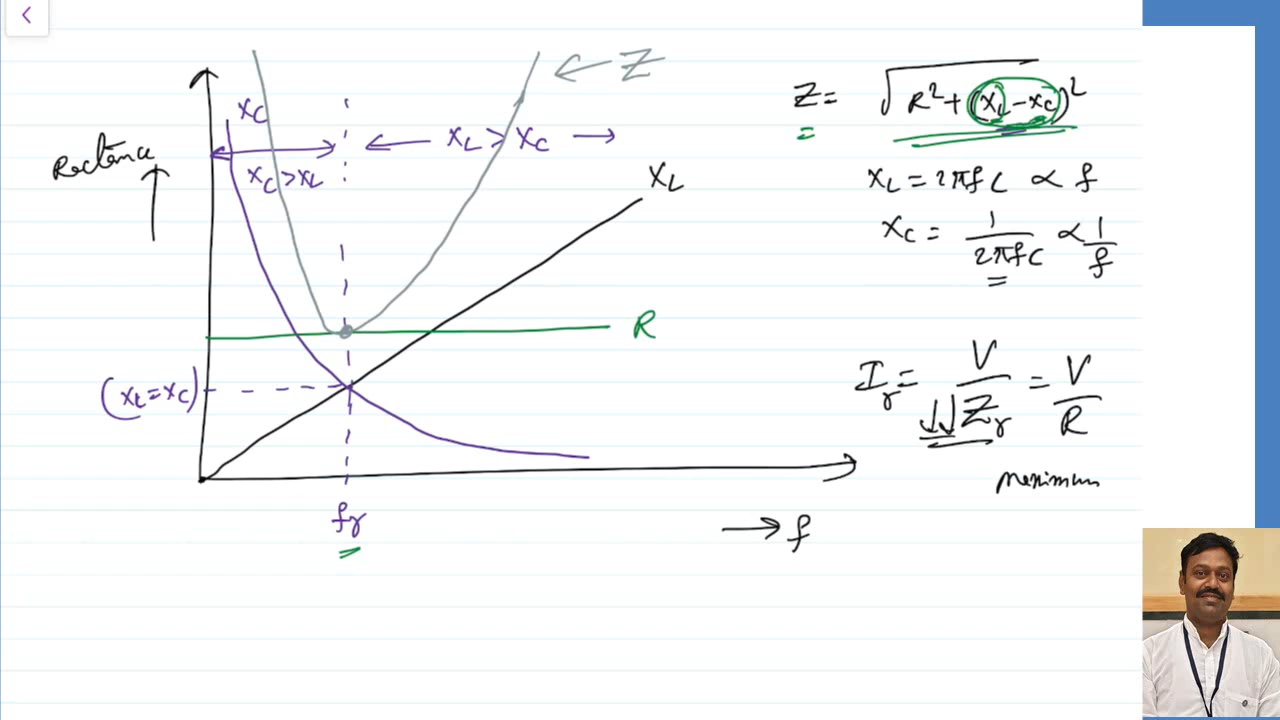 Z
Z = √R²+(XL-XC)²
XC
XL > XC
Rectance
XC>XL
XL
XL = 2πfL ∝ f
XC = 1/2πfC ∝ 1/f
R
(XL=XC)
Ir = V/Zr = V/R
maximum
fr
f